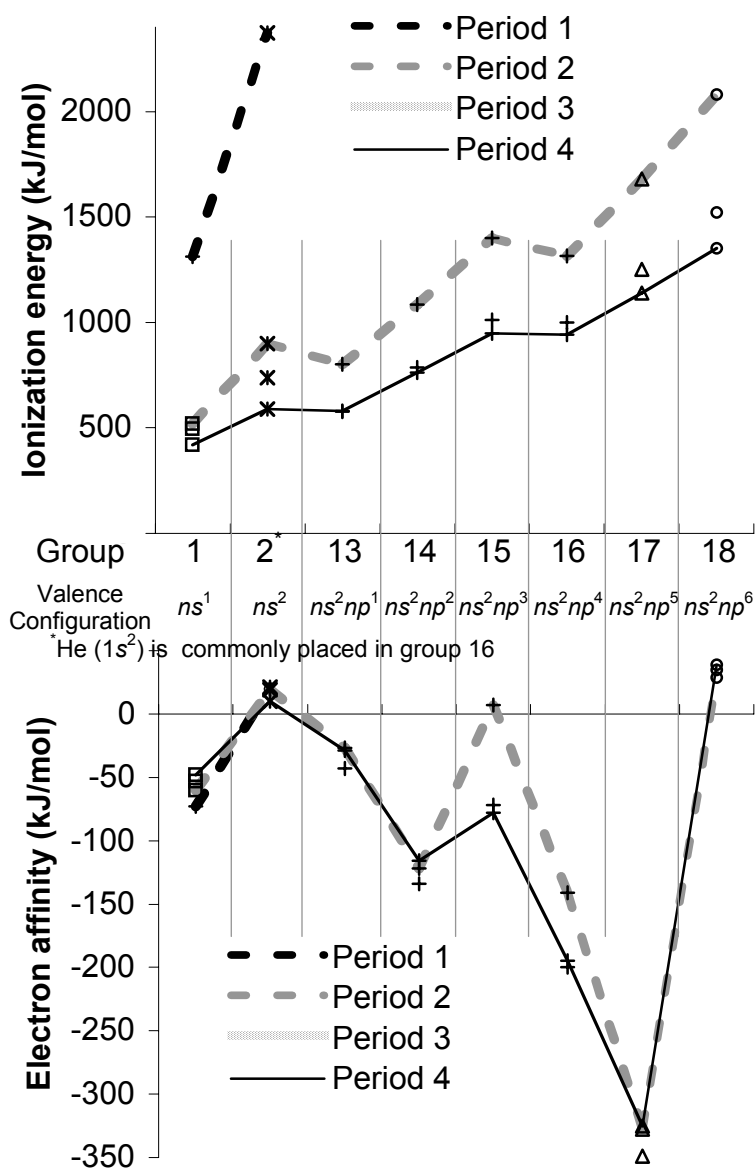 Period 1
Period 2
Period 3
Period 4
Ionization energy (kJ/mol)
2000
1500
1000
500
Group 1 2* 13 14 15 16 17 18
Valence Configuration ns¹ ns² ns²np¹ ns²np² ns²np³ ns²np⁴ ns²np⁵ ns²np⁶
*He (1s²) is commonly placed in group 16
Electron affinity (kJ/mol)
0
-50
-100
-150
-200
-250
-300
-350
Period 1
Period 2
Period 3
Period 4